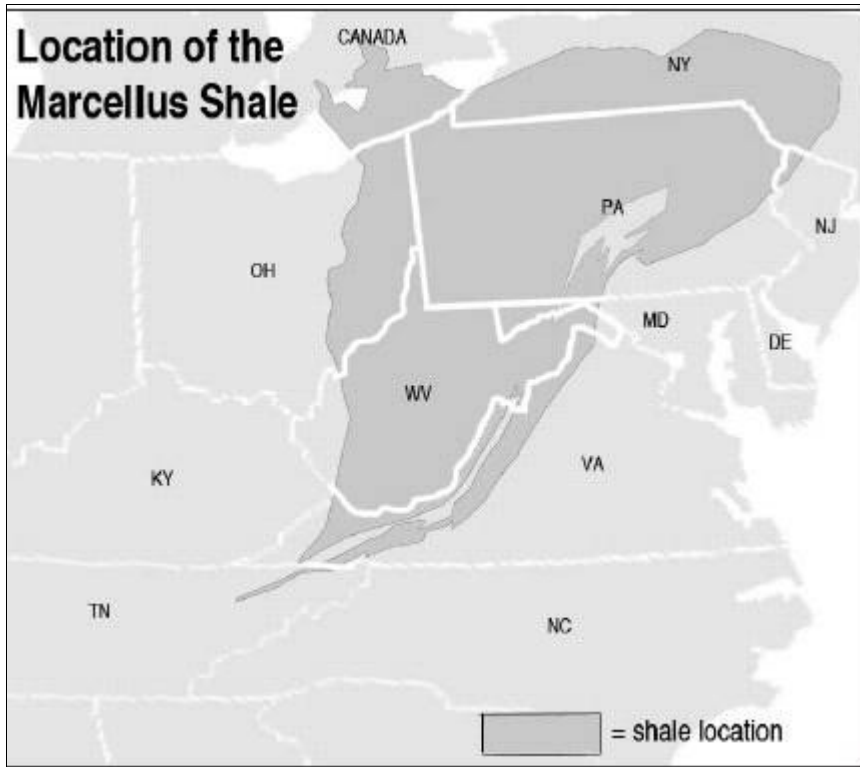 Location of the
Marcellus Shale
CANADA
NY
PA
NJ
OH
MD
DE
WV
VA
KY
TN
NC
= shale location